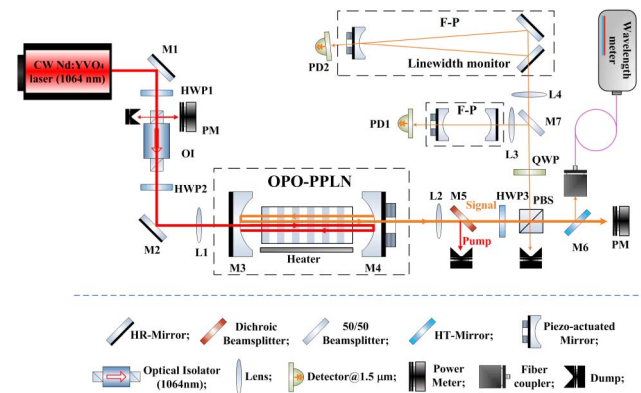 CW Nd:YVO₄
laser (1064 nm)
M1
HWP1
PM
OI
HWP2
M2
L1
OPO-PPLN
M3
Heater
M4
L2
M5
Signal
Pump
HWP3
PBS
M6
PM
QWP
L3
M7
L4
F-P
PD1
F-P
Linewidth monitor
PD2
Wavelength
meter
HR-Mirror;
Dichroic
Beamsplitter;
50/50
Beamsplitter;
HT-Mirror;
Piezo-actuated
Mirror;
Optical Isolator
(1064nm);
Lens;
Detector@1.5 μm;
Power
Meter;
Fiber
coupler;
Dump;